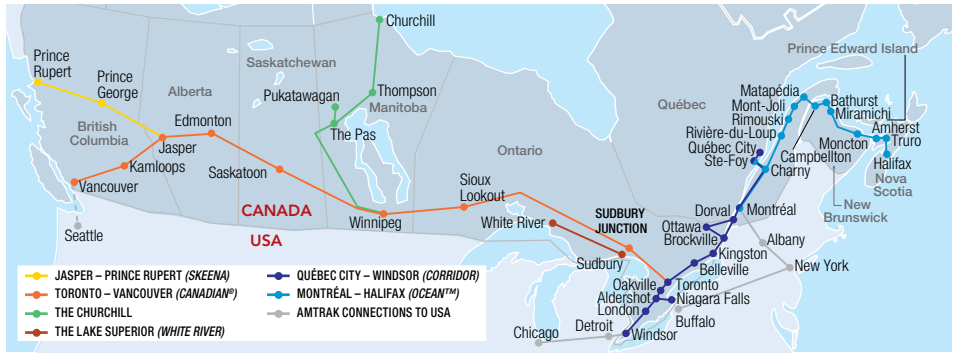 Churchill
Prince Edward Island
Prince
Rupert
Prince
George
Saskatchewan
Alberta
Pukatawagan
Thompson
Manitoba
Québec
Matapédia
Mont-Joli
Rimouski
Rivière-du-Loup
Québec City
Ste-Foy
Bathurst
Miramichi
Amherst
Truro
Moncton
Halifax
Nova
Scotia
Campbellton
Charny
New
Brunswick
British
Columbia
Edmonton
Jasper
The Pas
Kamloops
Vancouver
Saskatoon
Ontario
Sioux
Lookout
CANADA
USA
Winnipeg
White River
SUDBURY
JUNCTION
Sudbury
Seattle
Dorval
Montréal
Ottawa
Brockville
Kingston
Belleville
Albany
New York
Oakville
Toronto
Aldershot
Niagara Falls
London
Buffalo
Chicago
Detroit
Windsor
JASPER – PRINCE RUPERT (SKEENA)
TORONTO – VANCOUVER (CANADIAN®)
THE CHURCHILL
THE LAKE SUPERIOR (WHITE RIVER)
QUÉBEC CITY – WINDSOR (CORRIDOR)
MONTRÉAL – HALIFAX (OCEAN™)
AMTRAK CONNECTIONS TO USA